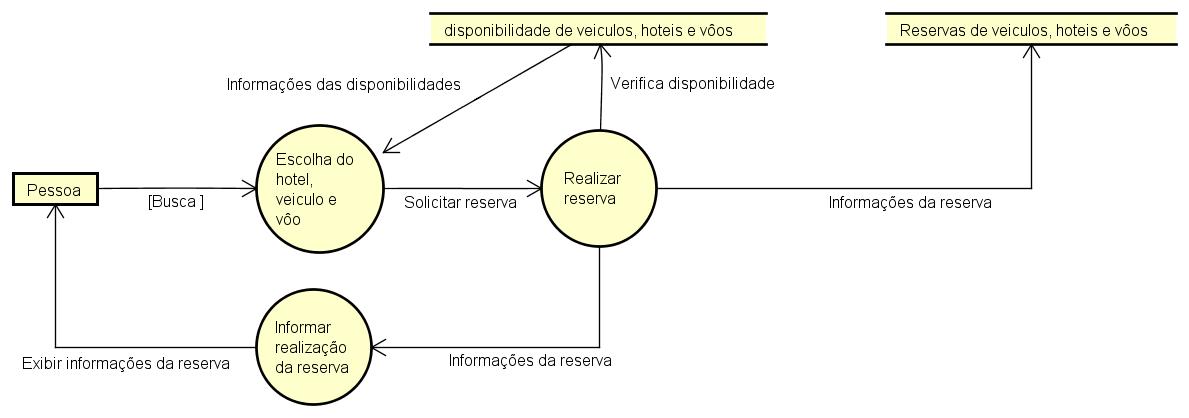 disponibilidade de veiculos, hoteis e vôos
Reservas de veiculos, hoteis e vôos
Informações das disponibilidades
Verifica disponibilidade
Pessoa
[Busca ]
Escolha do
hotel,
veiculo e
vôo
Solicitar reserva
Realizar
reserva
Informações da reserva
Informar
realização
da reserva
Exibir informações da reserva
Informações da reserva